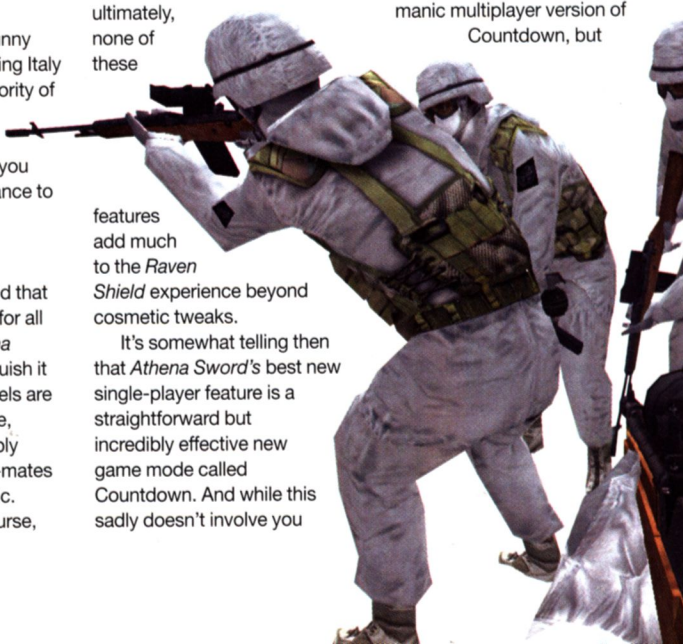 nny
ing Italy
ority of
you
nce to
d that
for all
a
uish it
els are
e,
bly
-mates
c.
urse,
ultimately,
none of
these
features
add much
to the Raven
Shield experience beyond
cosmetic tweaks.
It's somewhat telling then
that Athena Sword's best new
single-player feature is a
straightforward but
incredibly effective new
game mode called
Countdown. And while this
sadly doesn't involve you
manic multiplayer version of
Countdown, but